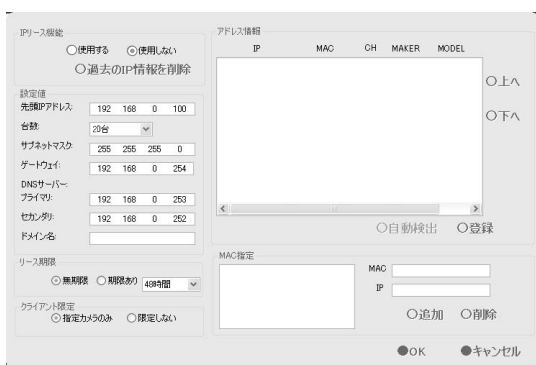 IPリース機能
使用する 使用しない
過去のIP情報を削除
設定値
先頭IPアドレス:
192 168 0 100
台数:
20台
サブネットマスク:
255 255 255 0
ゲートウェイ:
192 168 0 254
DNSサーバー:
プライマリ:
192 168 0 253
セカンダリ:
192 168 0 252
ドメイン名:
リース期限
無期限 期限あり 48時間
クライアント限定
指定カメラのみ 限定しない
アドレス情報
IP MAC CH MAKER MODEL
上へ
下へ
自動検出 登録
MAC指定
MAC
IP
追加 削除
OK キャンセル